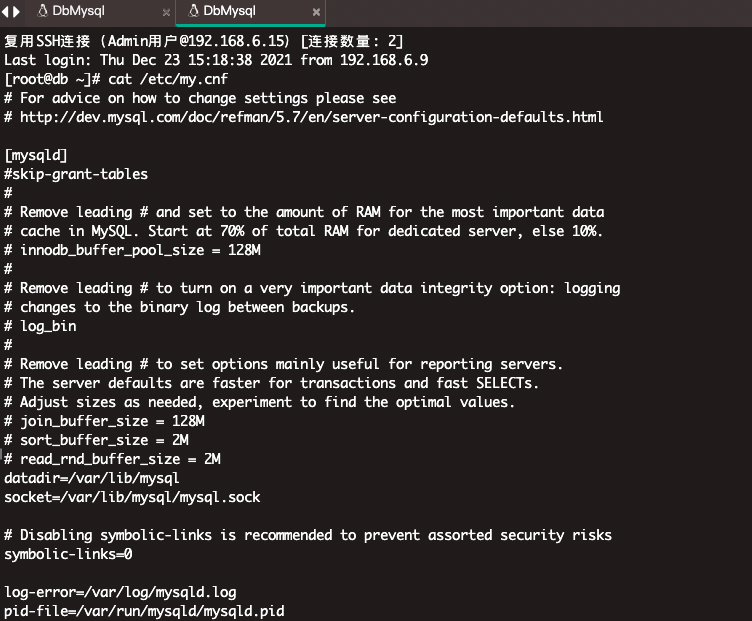 DbMysql
DbMysql
复用SSH连接 (Admin用户@192.168.6.15) [连接数量: 2]
Last login: Thu Dec 23 15:18:38 2021 from 192.168.6.9
[root@db ~]# cat /etc/my.cnf
# For advice on how to change settings please see
# http://dev.mysql.com/doc/refman/5.7/en/server-configuration-defaults.html
[mysqld]
#skip-grant-tables
#
# Remove leading # and set to the amount of RAM for the most important data
# cache in MySQL. Start at 70% of total RAM for dedicated server, else 10%.
# innodb_buffer_pool_size = 128M
#
# Remove leading # to turn on a very important data integrity option: logging
# changes to the binary log between backups.
# log_bin
#
# Remove leading # to set options mainly useful for reporting servers.
# The server defaults are faster for transactions and fast SELECTs.
# Adjust sizes as needed, experiment to find the optimal values.
# join_buffer_size = 128M
# sort_buffer_size = 2M
# read_rnd_buffer_size = 2M
datadir=/var/lib/mysql
socket=/var/lib/mysql/mysql.sock
# Disabling symbolic-links is recommended to prevent assorted security risks
symbolic-links=0
log-error=/var/log/mysqld.log
pid-file=/var/run/mysqld/mysqld.pid